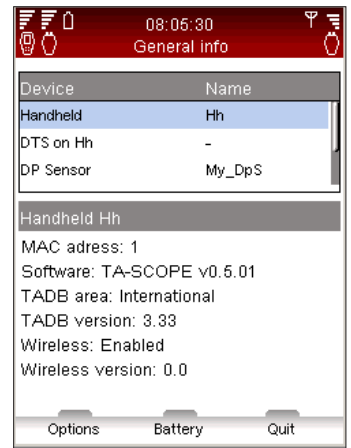 08:05:30
General info
Device Name
Handheld Hh
DTS on Hh -
DP Sensor My_DpS
Handheld Hh
MAC adress: 1
Software: TA-SCOPE v0.5.01
TADB area: International
TADB version: 3.33
Wireless: Enabled
Wireless version: 0.0
Options Battery Quit